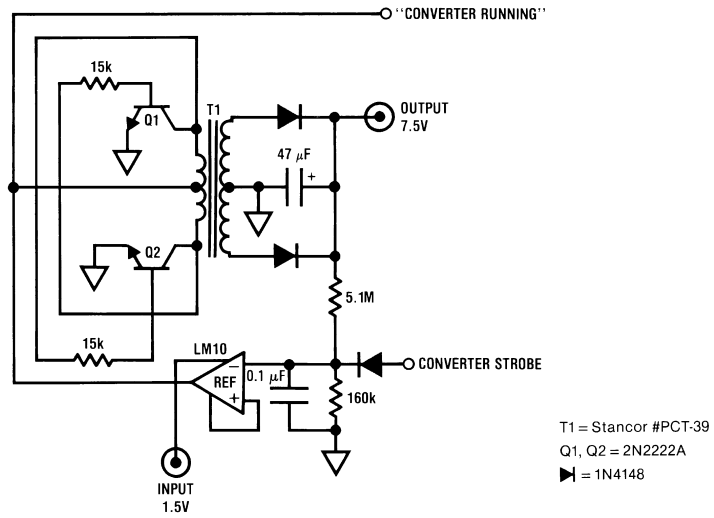 "CONVERTER RUNNING"
15k
Q1
T1
OUTPUT
7.5V
47 μF
+
Q2
5.1M
15k
LM10
−
REF
+
0.1 μF
CONVERTER STROBE
160k
INPUT
1.5V
T1 = Stancor #PCT-39
Q1, Q2 = 2N2222A
= 1N4148